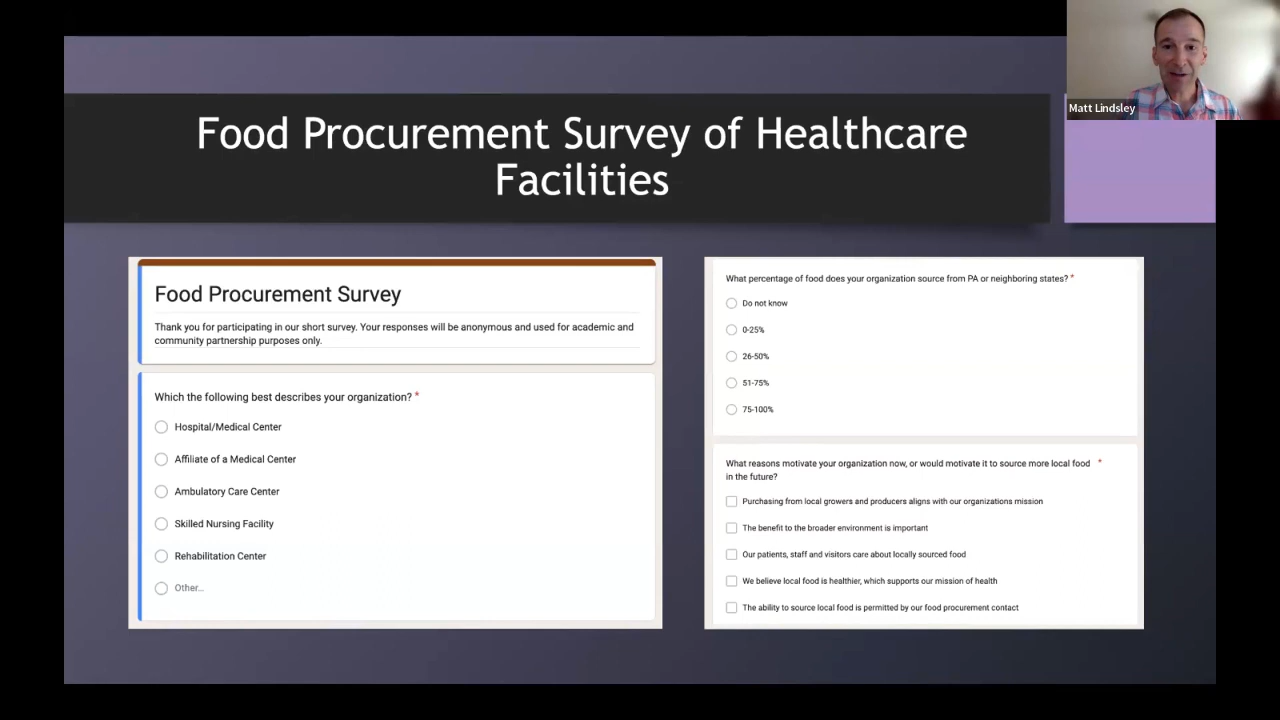 Matt Lindsley
Food Procurement Survey of Healthcare
Facilities
Food Procurement Survey
Thank you for participating in our short survey. Your responses will be anonymous and used for academic and
community partnership purposes only.
Which the following best describes your organization? *
Hospital/Medical Center
Affiliate of a Medical Center
Ambulatory Care Center
Skilled Nursing Facility
Rehabilitation Center
Other...
What percentage of food does your organization source from PA or neighboring states? *
Do not know
0-25%
26-50%
51-75%
75-100%
What reasons motivate your organization now, or would motivate it to source more local food *
in the future?
Purchasing from local growers and producers aligns with our organizations mission
The benefit to the broader environment is important
Our patients, staff and visitors care about locally sourced food
We believe local food is healthier, which supports our mission of health
The ability to source local food is permitted by our food procurement contact